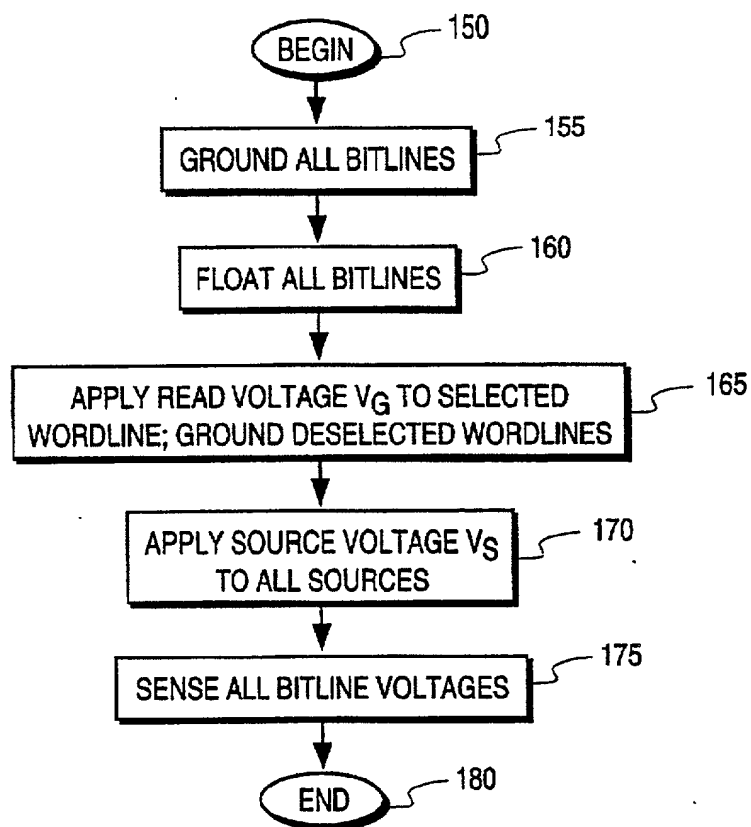 BEGIN
150
GROUND ALL BITLINES
155
FLOAT ALL BITLINES
160
APPLY READ VOLTAGE VG TO SELECTED
WORDLINE; GROUND DESELECTED WORDLINES
165
APPLY SOURCE VOLTAGE VS
TO ALL SOURCES
170
SENSE ALL BITLINE VOLTAGES
175
END
180